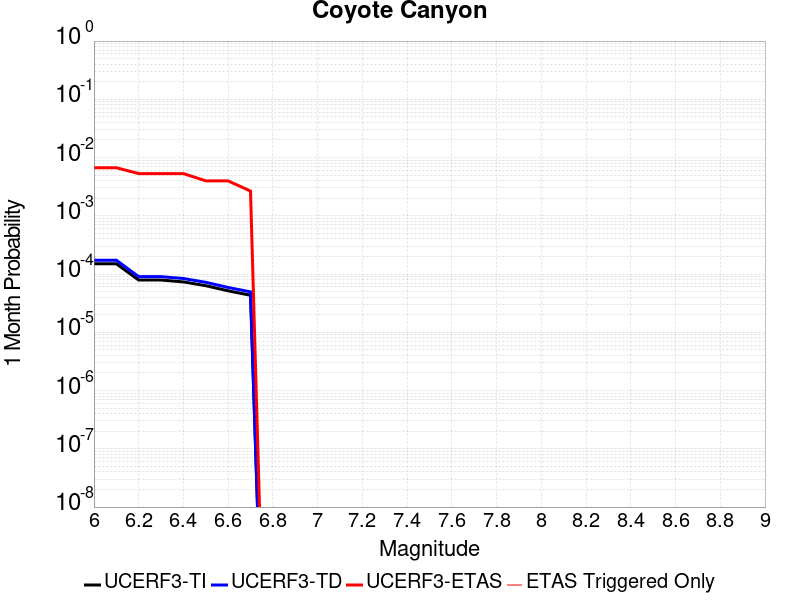 Coyote Canyon
10^0
10^-1
10^-2
10^-3
10^-4
10^-5
10^-6
10^-7
10^-8
1 Month Probability
6 6.2 6.4 6.6 6.8 7 7.2 7.4 7.6 7.8 8 8.2 8.4 8.6 8.8 9
Magnitude
UCERF3-TI UCERF3-TD UCERF3-ETAS ETAS Triggered Only